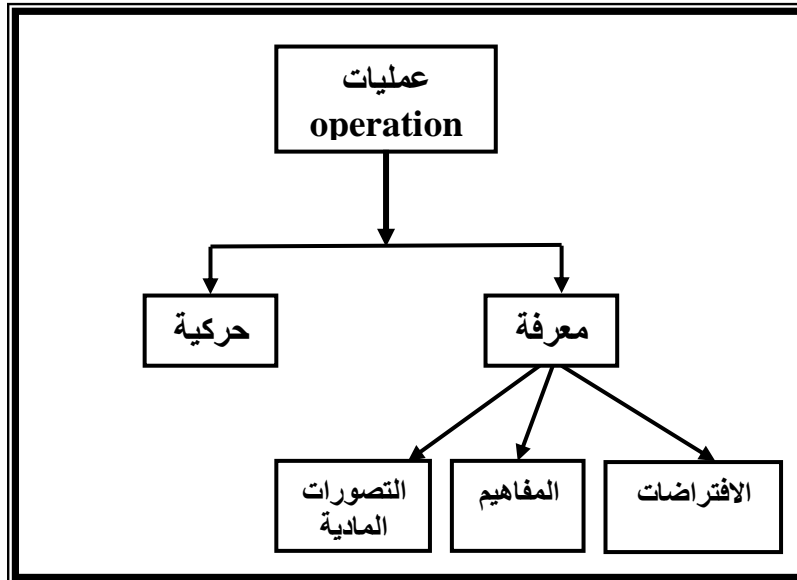 عمليات
operation
معرفة
حركية
الافتراضات
المفاهيم
التصورات
المادية